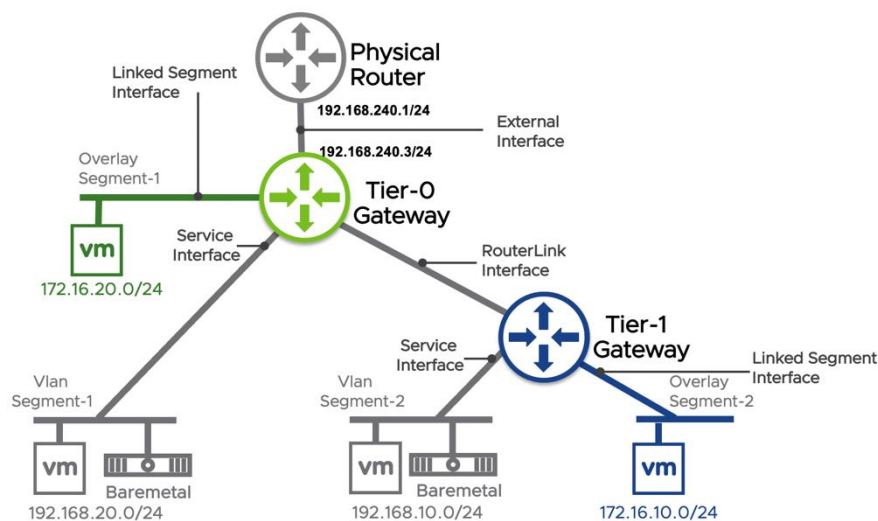 Physical
Router
Linked Segment
Interface
192.168.240.1/24
External
Interface
192.168.240.3/24
Overlay
Segment-1
Tier-0
Gateway
vm
Service
Interface
RouterLink
Interface
172.16.20.0/24
Tier-1
Gateway
Service
Interface
Linked Segment
Interface
Vlan
Segment-1
Vlan
Segment-2
Overlay
Segment-2
vm
Baremetal
192.168.20.0/24
vm
Baremetal
192.168.10.0/24
vm
172.16.10.0/24